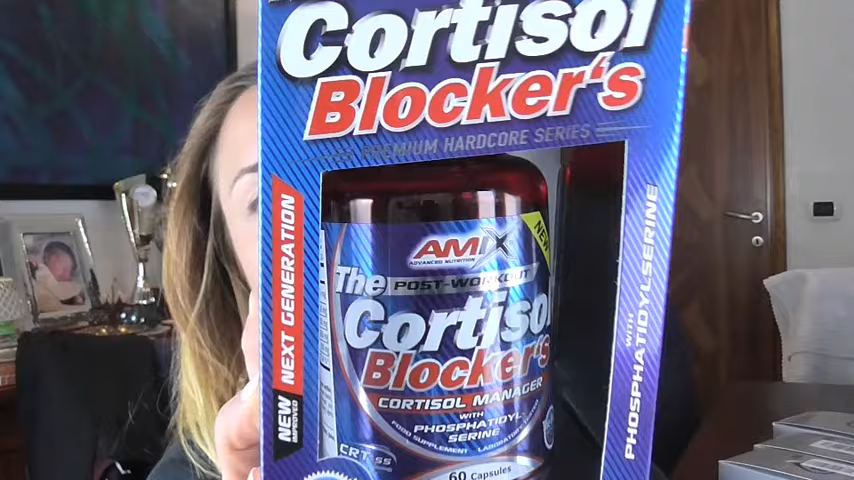 Cortisol
Blocker's
PREMIUM HARDCORE SERIES
NEXT GENERATION
NEW
IMPROVED
with PHOSPHATIDYLSERINE
AMIX
ADVANCED NUTRITION
NEW
POST-WORKOUT
The
Cortisol
Blocker's
CORTISOL MANAGER
WITH
PHOSPHATIDYL-
SERINE
FOOD SUPPLEMENT
60 Capsules